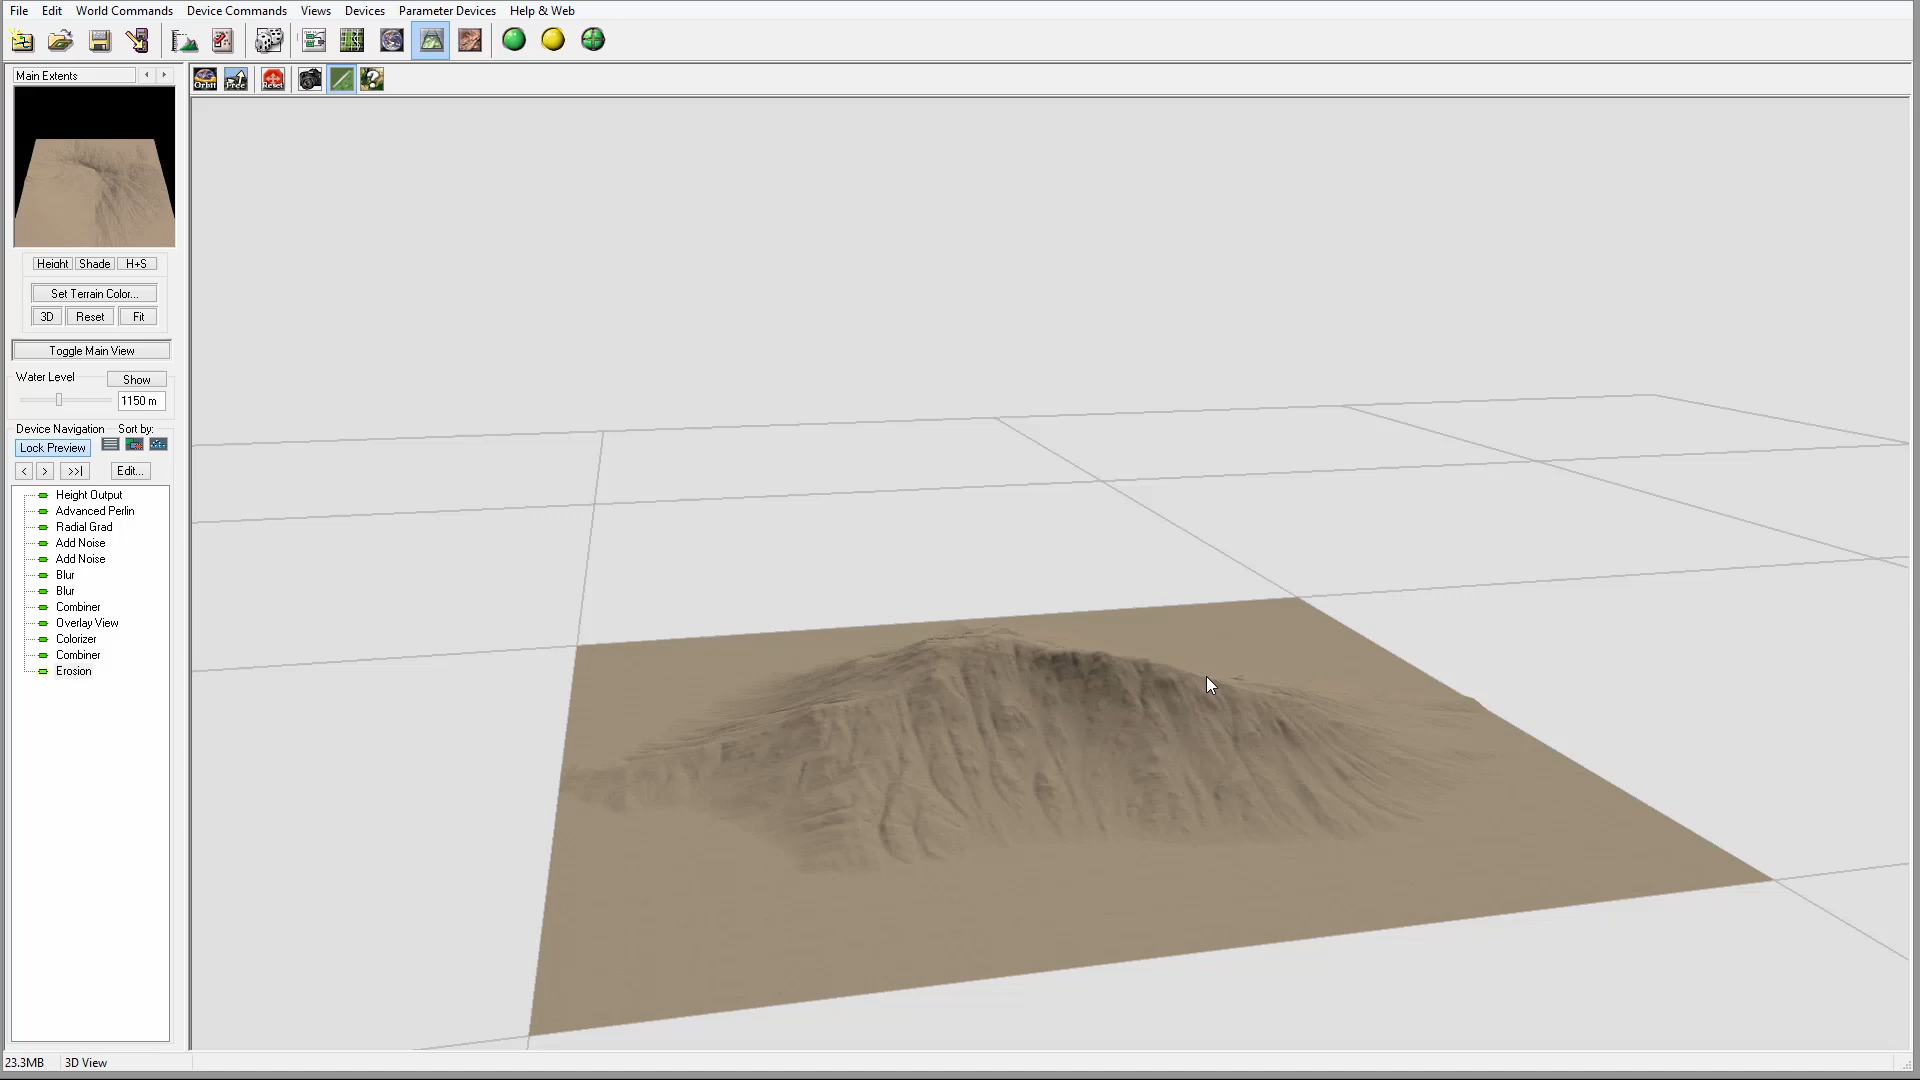 File Edit World Commands Device Commands Views Devices Parameter Devices Help & Web
Main Extents
Orbit Free Reset
Height Shade H+S
Set Terrain Color...
3D Reset Fit
Toggle Main View
Water Level Show
1150 m
Device Navigation Sort by:
Lock Preview
< > >>| Edit...
Height Output
Advanced Perlin
Radial Grad
Add Noise
Add Noise
Blur
Blur
Combiner
Overlay View
Colorizer
Combiner
Erosion
23.3MB 3D View